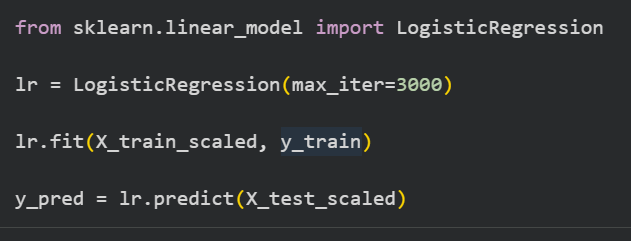 from sklearn.linear_model import LogisticRegression
lr = LogisticRegression(max_iter=3000)
lr.fit(X_train_scaled, y_train)
y_pred = lr.predict(X_test_scaled)